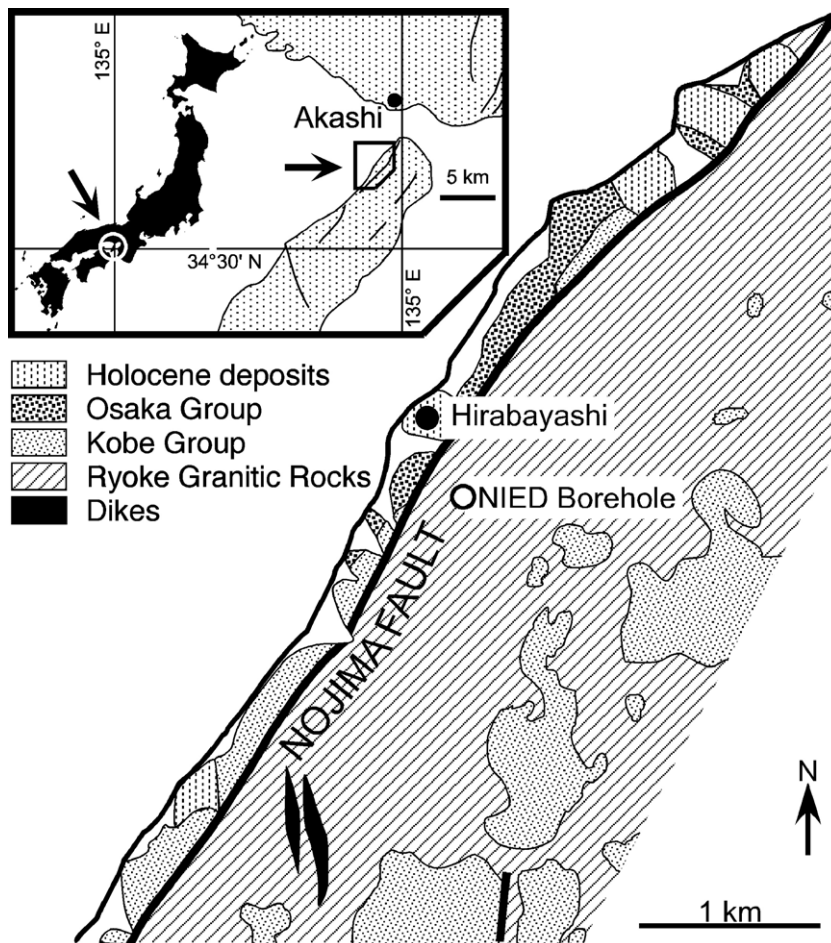 135° E
Akashi
5 km
34°30' N
135° E
Holocene deposits
Osaka Group
Kobe Group
Ryoke Granitic Rocks
Dikes
Hirabayashi
NIED Borehole
NOJIMA FAULT
N
1 km